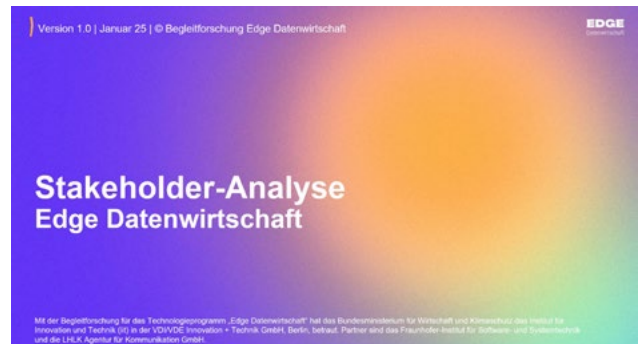 Version 1.0 | Januar 25 | © Begleitforschung Edge Datenwirtschaft
EDGE
Datenwirtschaft
Stakeholder-Analyse
Edge Datenwirtschaft
Mit der Begleitforschung für das Technologieprogramm „Edge Datenwirtschaft“ hat das Bundesministerium für Wirtschaft und Klimaschutz das Institut für
Innovation und Technik (iit) in der VDI/VDE Innovation + Technik GmbH, Berlin, betraut. Partner sind das Fraunhofer-Institut für Software- und Systemtechnik
und die LHLK Agentur für Kommunikation GmbH.